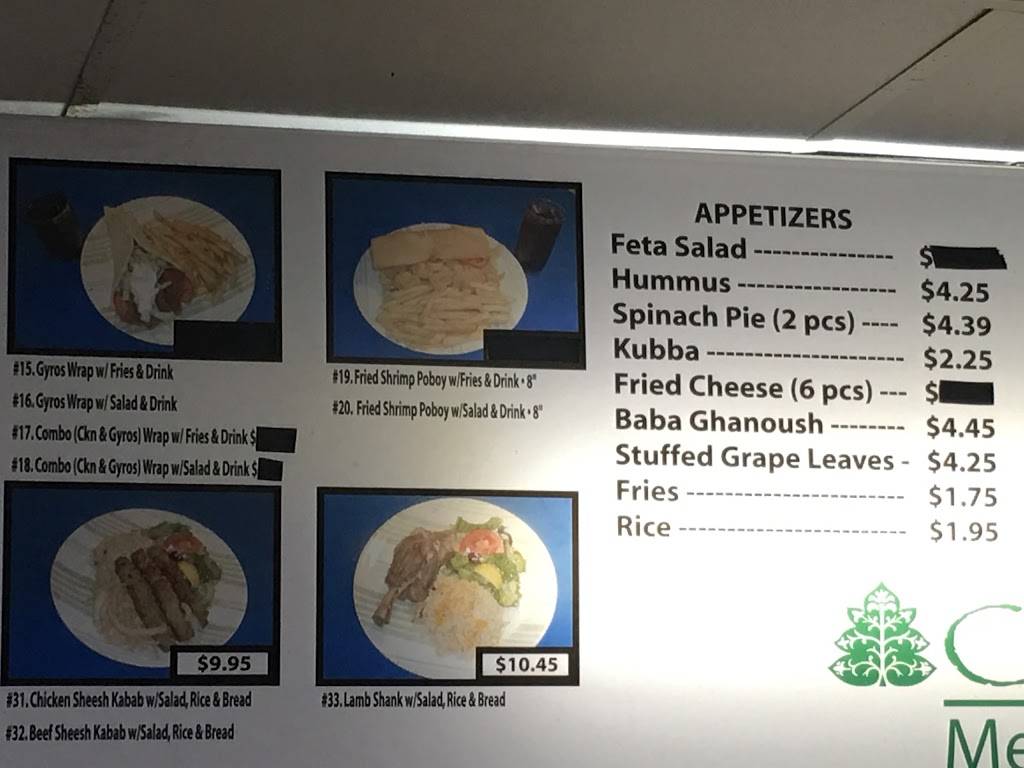 #15. Gyros Wrap w/ Fries & Drink
#16. Gyros Wrap w/ Salad & Drink
#17. Combo (Ckn & Gyros) Wrap w/ Fries & Drink $
#18. Combo (Ckn & Gyros) Wrap w/Salad & Drink $
#19. Fried Shrimp Poboy w/Fries & Drink • 8"
#20. Fried Shrimp Poboy w/Salad & Drink • 8"
$9.95
#31. Chicken Sheesh Kabab w/Salad, Rice & Bread
#32. Beef Sheesh Kabab w/Salad, Rice & Bread
$10.45
#33. Lamb Shank w/Salad, Rice & Bread
APPETIZERS
Feta Salad ---------------- $
Hummus ------------------ $4.25
Spinach Pie (2 pcs) ---- $4.39
Kubba ---------------------- $2.25
Fried Cheese (6 pcs) --- $
Baba Ghanoush -------- $4.45
Stuffed Grape Leaves - $4.25
Fries ------------------------ $1.75
Rice ------------------------- $1.95
C
Me